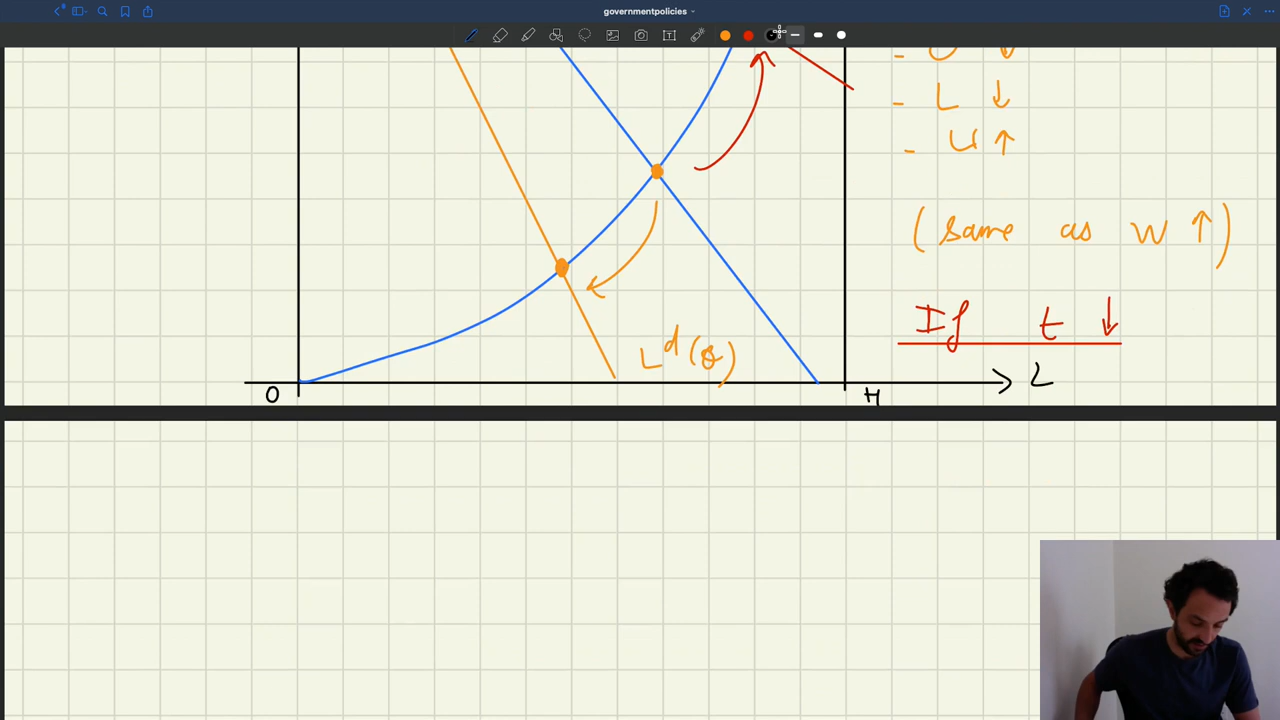 governmentpolicies
- L ↓
- U ↑
(same as W ↑)
If t ↓
L^d(θ)
L
0
H